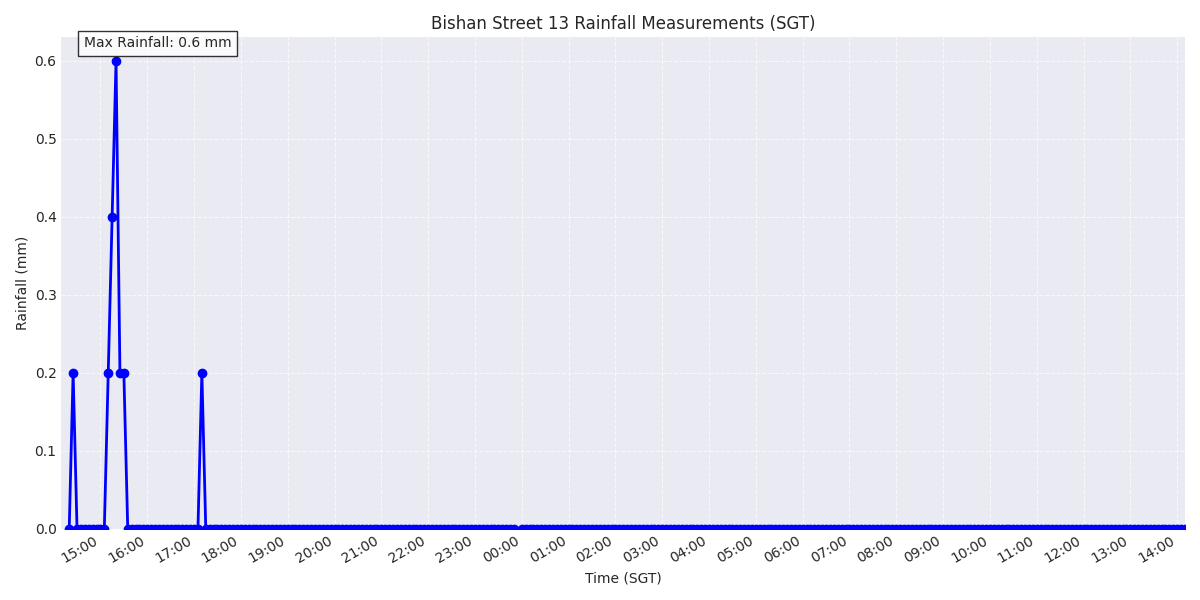 Bishan Street 13 Rainfall Measurements (SGT)
Max Rainfall: 0.6 mm
0.6
0.5
0.4
0.3
0.2
0.1
0.0
Rainfall (mm)
15:00 16:00 17:00 18:00 19:00 20:00 21:00 22:00 23:00 00:00 01:00 02:00 03:00 04:00 05:00 06:00 07:00 08:00 09:00 10:00 11:00 12:00 13:00 14:00
Time (SGT)